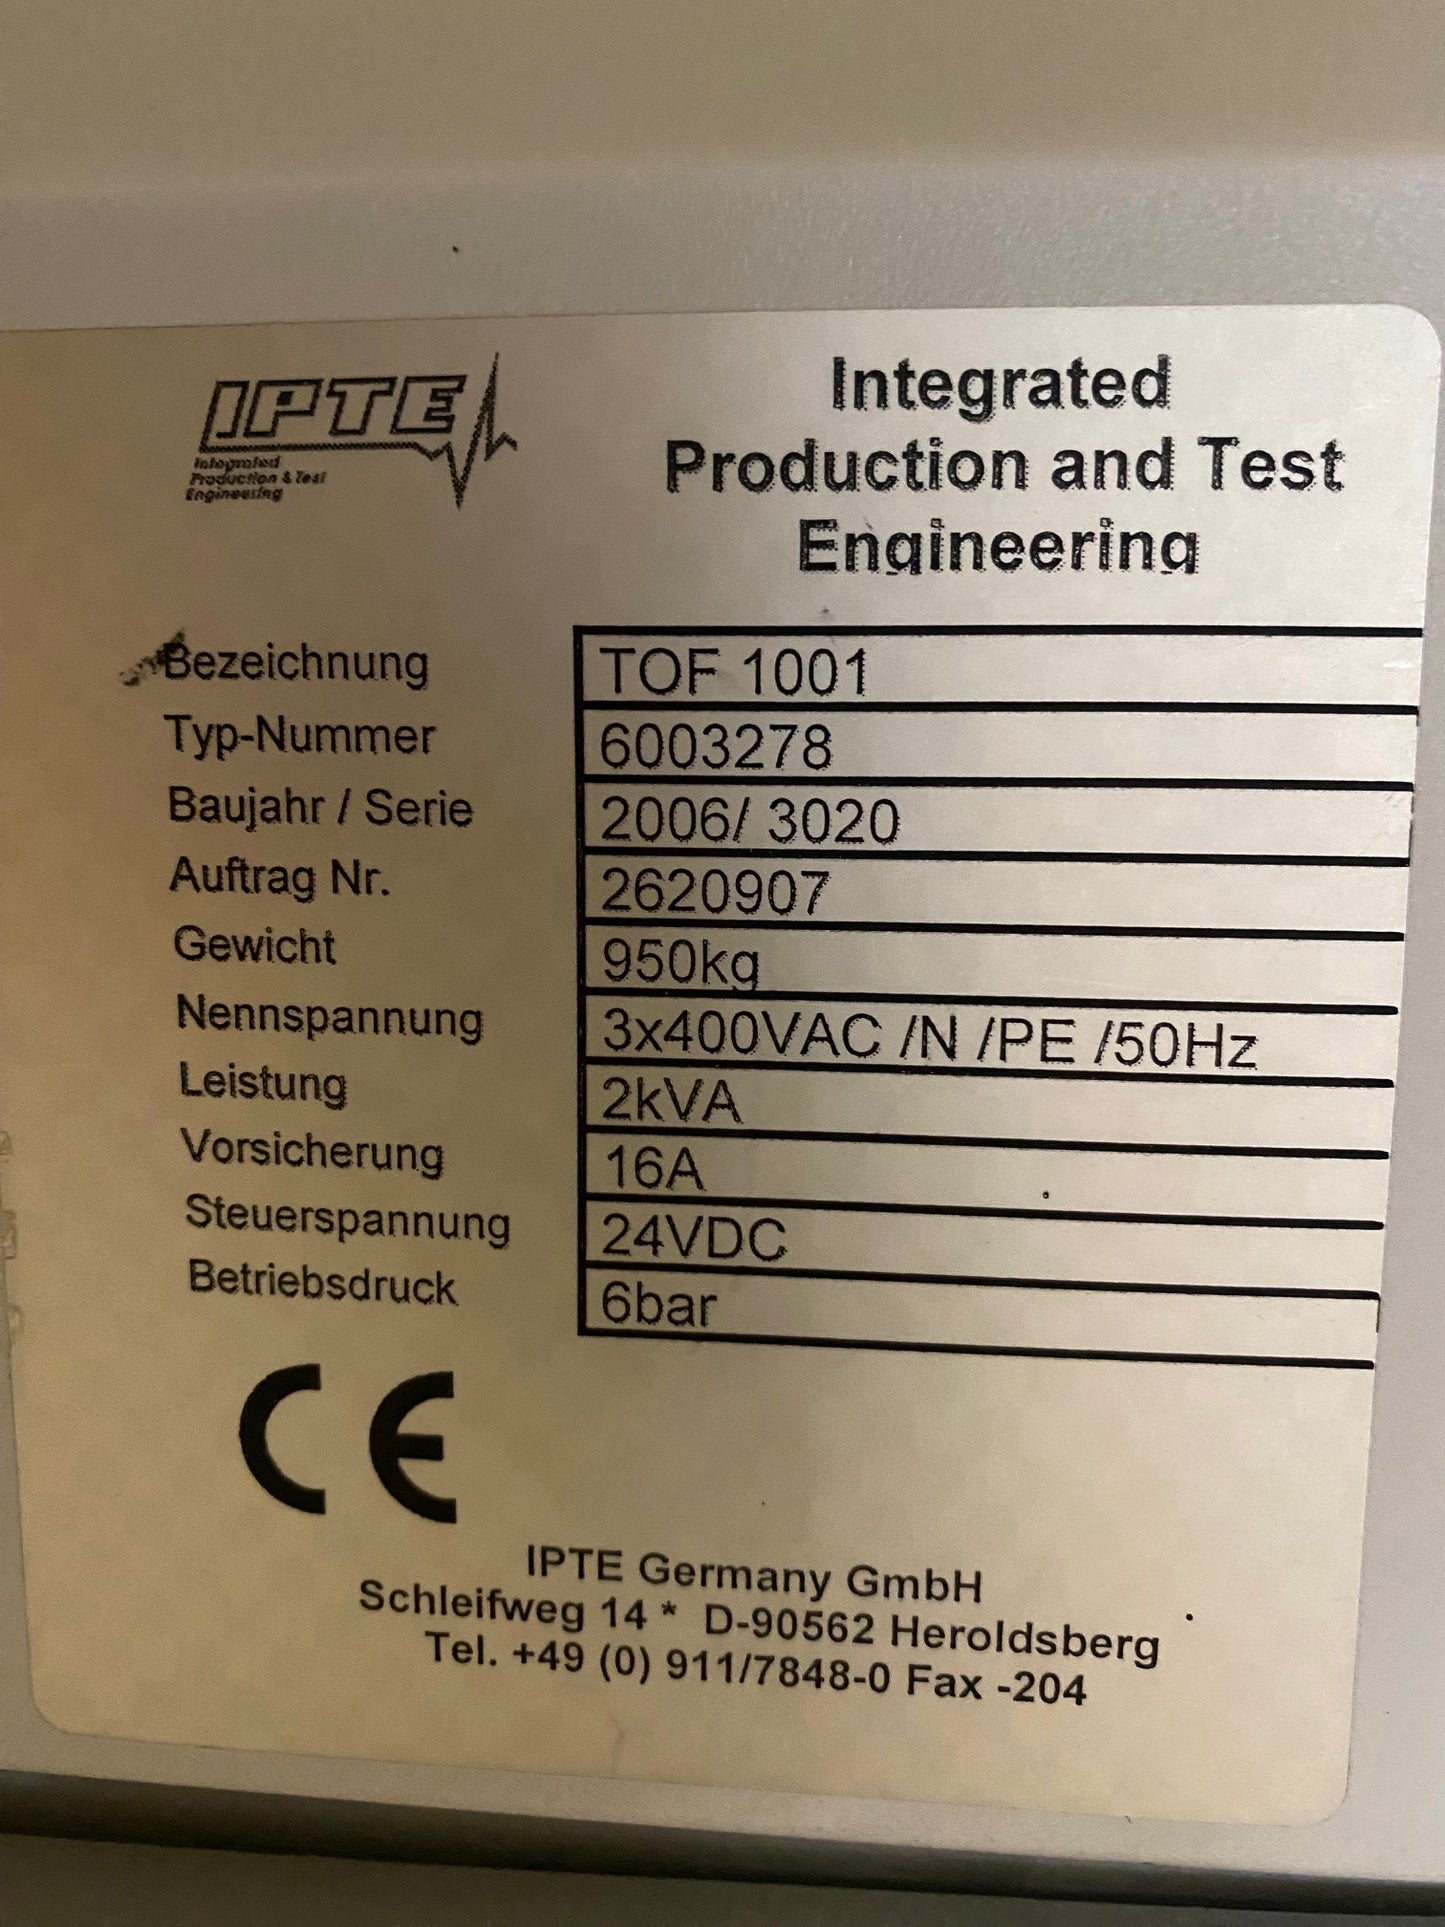 IPTE
Integrated
Production & Test
Engineering
Integrated
Production and Test
Engineering
Bezeichnung TOF 1001
Typ-Nummer 6003278
Baujahr / Serie 2006/ 3020
Auftrag Nr. 2620907
Gewicht 950kg
Nennspannung 3x400VAC /N /PE /50Hz
Leistung 2kVA
Vorsicherung 16A
Steuerspannung 24VDC
Betriebsdruck 6bar
CE
IPTE Germany GmbH
Schleifweg 14 * D-90562 Heroldsberg
Tel. +49 (0) 911/7848-0 Fax -204